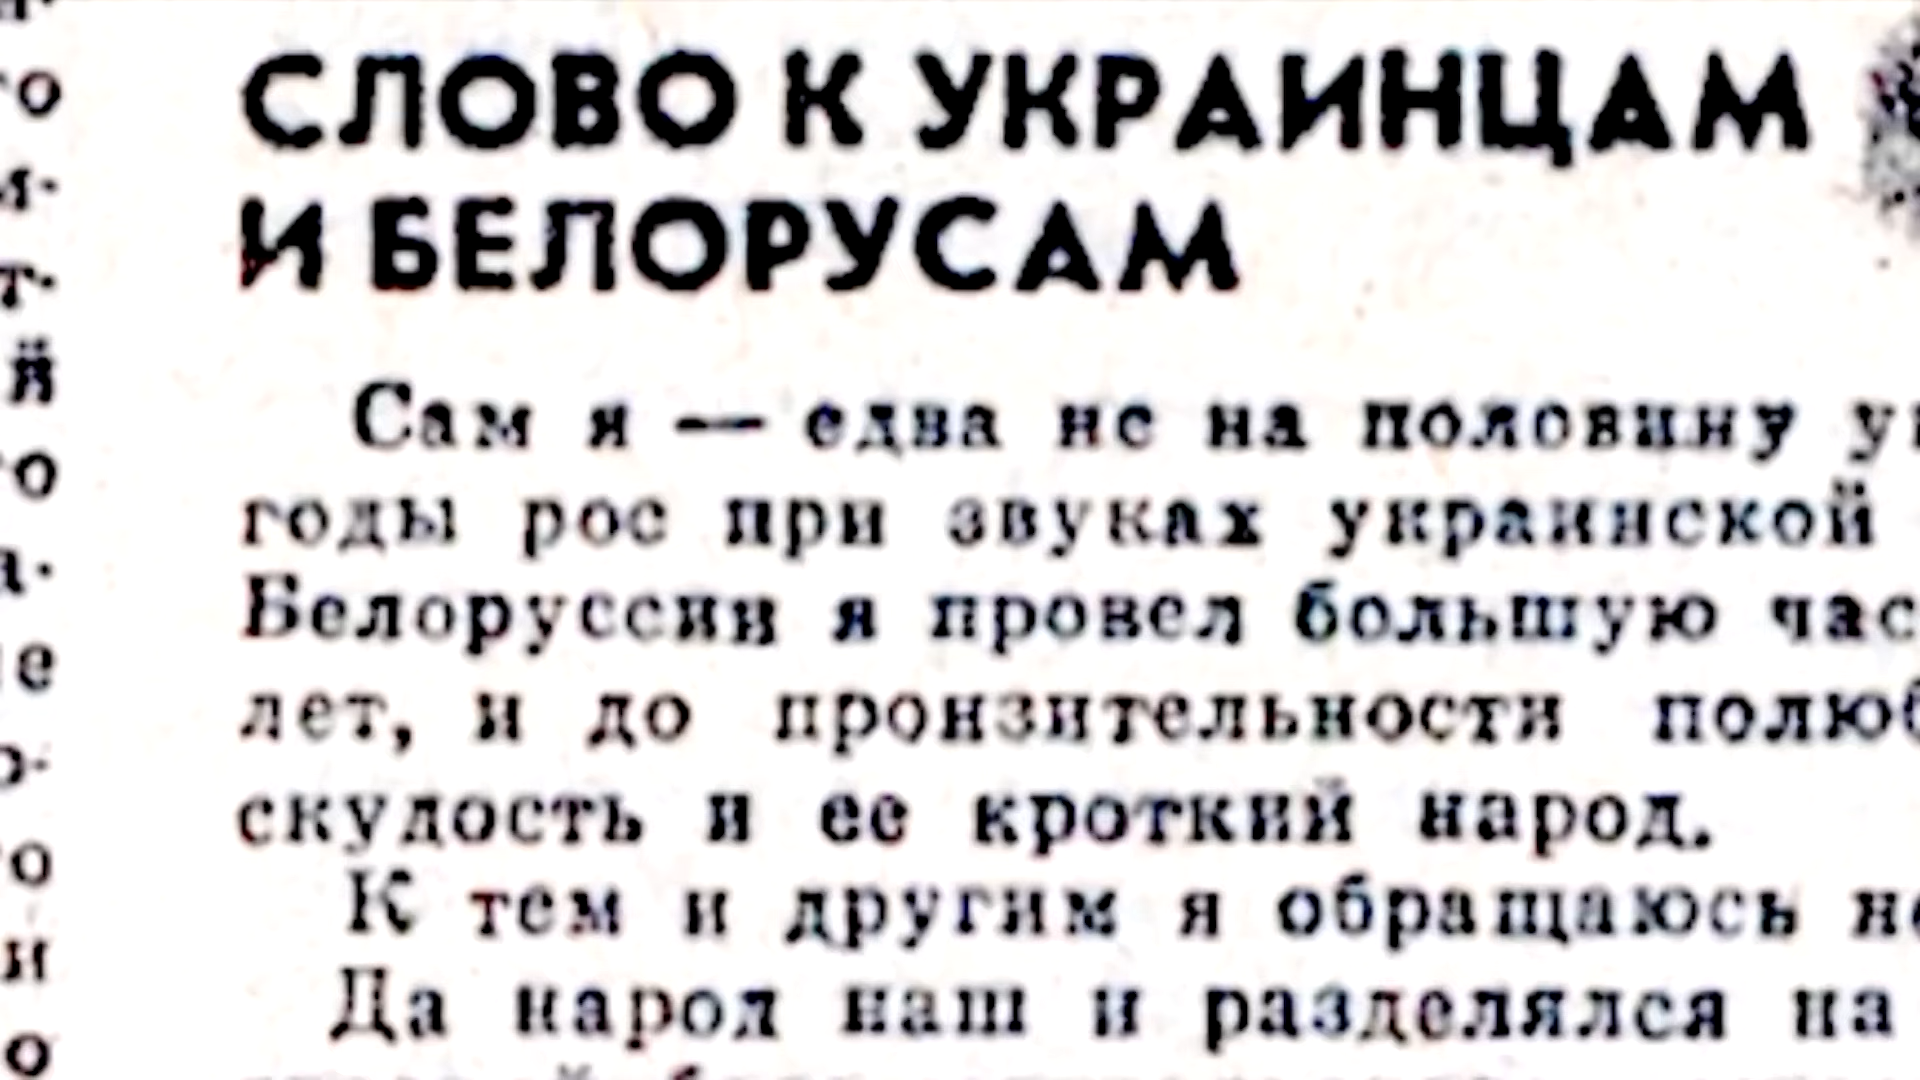 СЛОВО К УКРАИНЦАМ
И БЕЛОРУСАМ
Сам я — едва не на половину
годы рос при звуках украинской
Белоруссии я провел большую час
лет, и до пронзительности полюб
скудость и ее кроткий народ.
К тем и другим я обращаюсь
Да народ наш и разделялся на